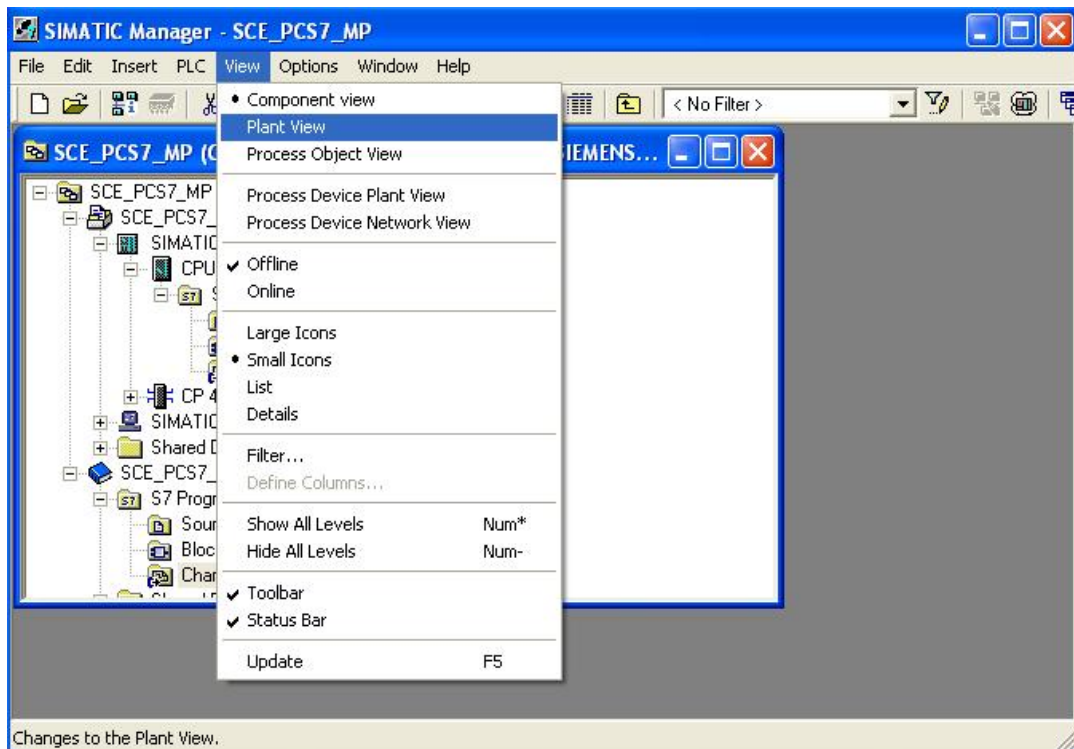 SIMATIC Manager - SCE_PCS7_MP
File Edit Insert PLC View Options Window Help
< No Filter >
SCE_PCS7_MP (C
IEMENS...
Component view
Plant View
Process Object View
Process Device Plant View
Process Device Network View
Offline
Online
Large Icons
Small Icons
List
Details
Filter...
Define Columns...
Show All Levels Num*
Hide All Levels Num-
Toolbar
Status Bar
Update F5
SCE_PCS7_MP
SCE_PCS7_
SIMATIC
CPU
S7
CP 4
SIMATIC
Shared D
SCE_PCS7_
S7 Progr
S7
Sour
Bloc
Char
Changes to the Plant View.